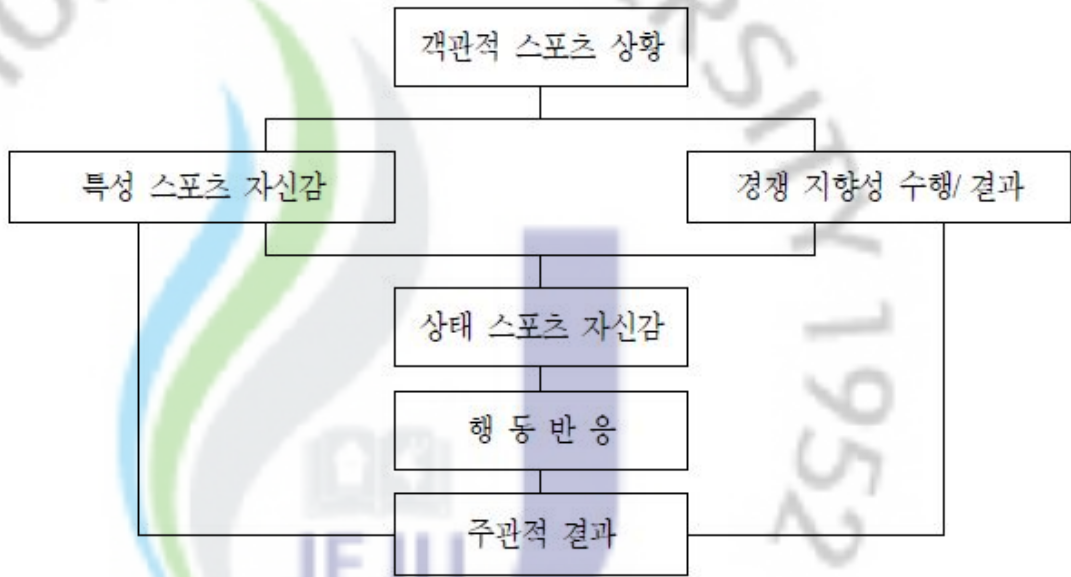 객관적 스포츠 상황
특성 스포츠 자신감
경쟁 지향성 수행/ 결과
상태 스포츠 자신감
행 동 반 응
주관적 결과
1952
JEJU